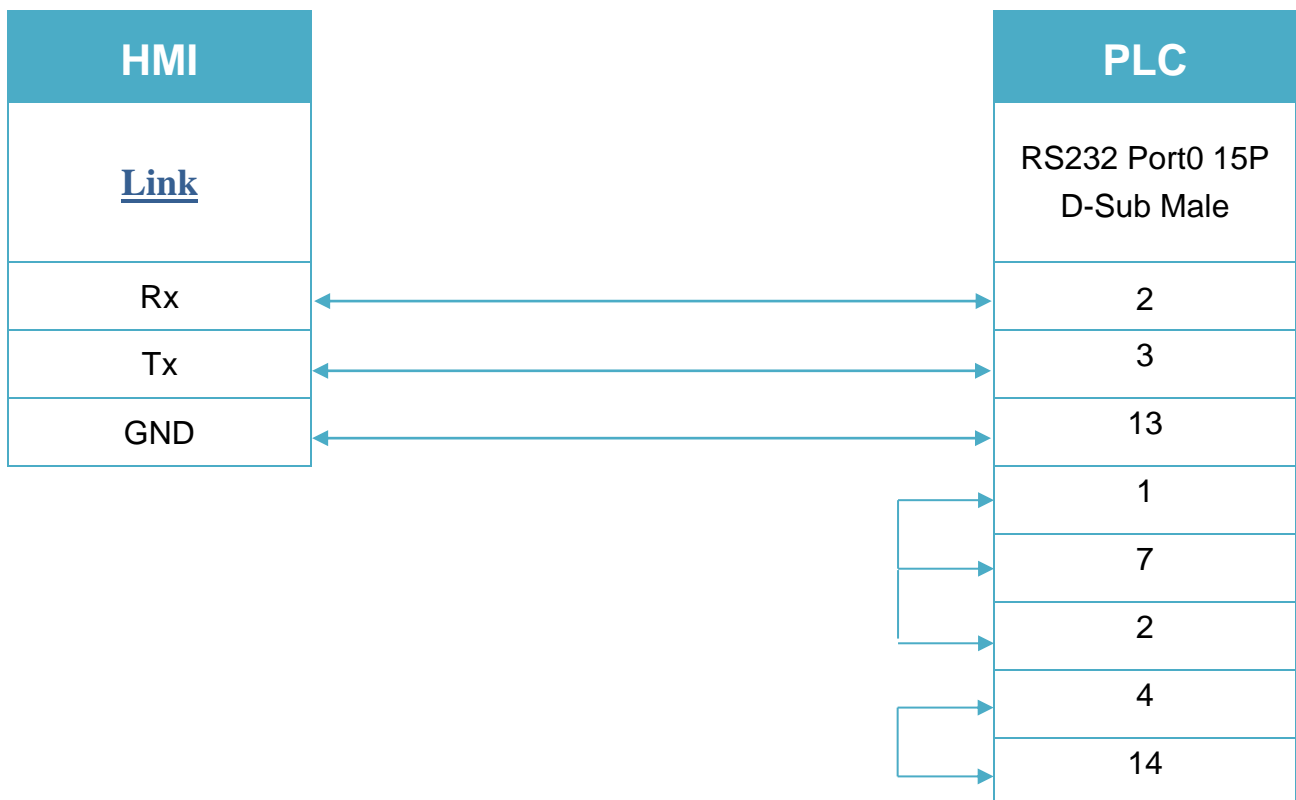 HMI
PLC
Link
RS232 Port0 15P
D-Sub Male
Rx
2
Tx
3
GND
13
1
7
2
4
14